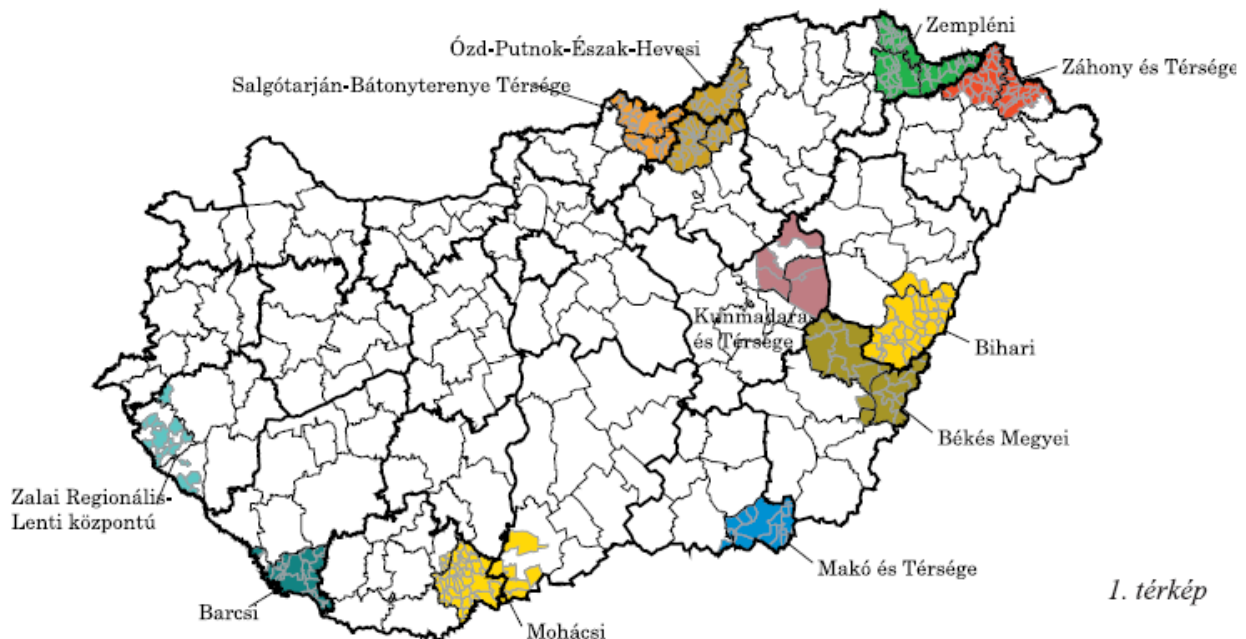 Zempléni
Ózd-Putnok-Észak-Hevesi
Záhony és Térsége
Salgótarján-Bátonyterenye Térsége
Kunmadaras
és Térsége
Bihari
Békés Megyei
Zalai Regionális-
Lenti központú
Makó és Térsége
1. térkép
Barcsi
Mohácsi